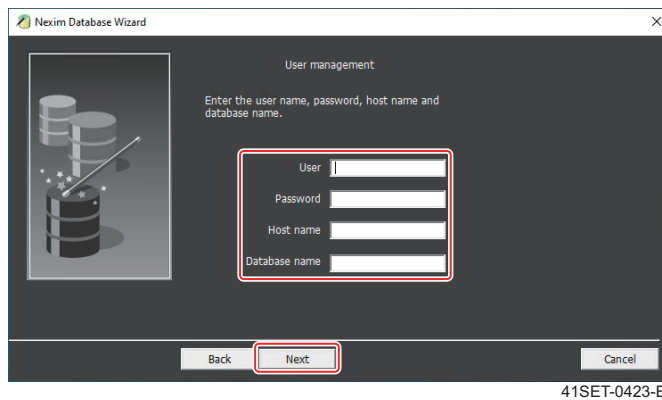 Nexim Database Wizard
User management
Enter the user name, password, host name and
database name.
User
Password
Host name
Database name
Back Next Cancel
41SET-0423-E